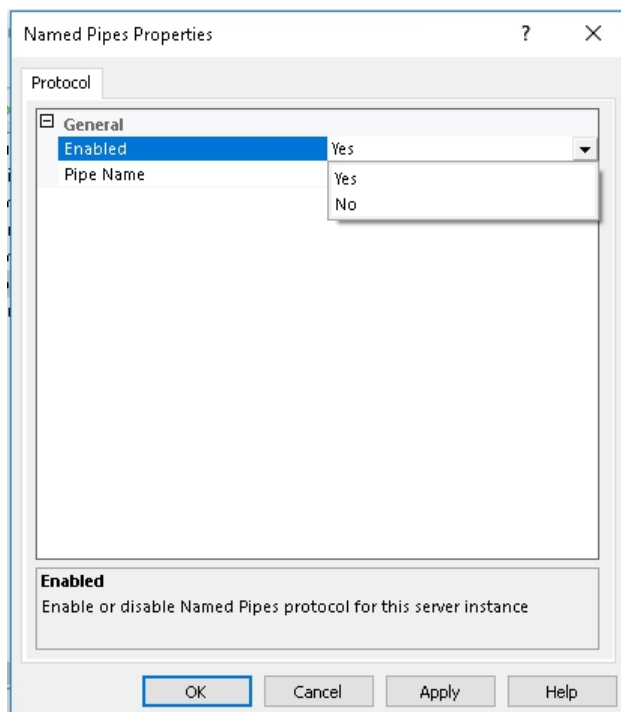 Named Pipes Properties
?
Protocol
General
Enabled Yes
Pipe Name
Yes
No
Enabled
Enable or disable Named Pipes protocol for this server instance
OK Cancel Apply Help